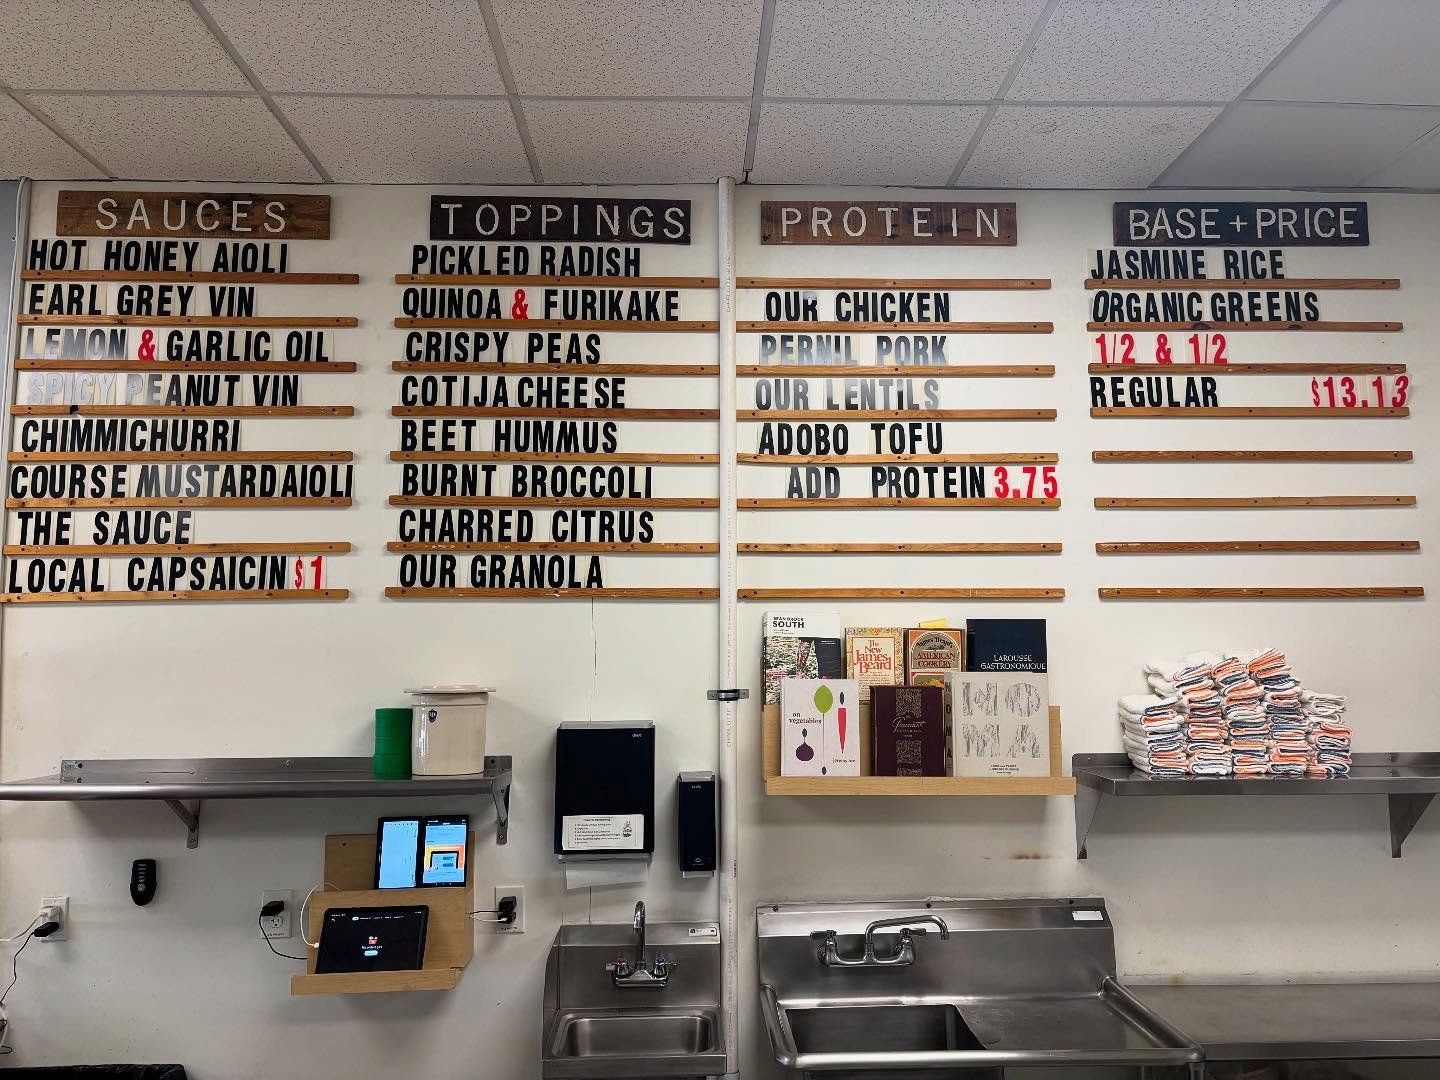 SAUCES
HOT HONEY AIOLI
EARL GREY VIN
LEMON & GARLIC OIL
SPICY PEANUT VIN
CHIMMICHURRI
COURSE MUSTARD AIOLI
THE SAUCE
LOCAL CAPSAICIN $1
TOPPINGS
PICKLED RADISH
QUINOA & FURIKAKE
CRISPY PEAS
COTIJA CHEESE
BEET HUMMUS
BURNT BROCCOLI
CHARRED CITRUS
OUR GRANOLA
PROTEIN
OUR CHICKEN
PERNIL PORK
OUR LENTILS
ADOBO TOFU
ADD PROTEIN 3.75
BASE + PRICE
JASMINE RICE
ORGANIC GREENS
1/2 & 1/2
REGULAR $13.13
SOUTH
The New
James
Beard
AMERICAN
COOKERY
LAROUSSE
GASTRONOMIQUE
on
vegetables
jeremy fox
Gourmet
NOMA